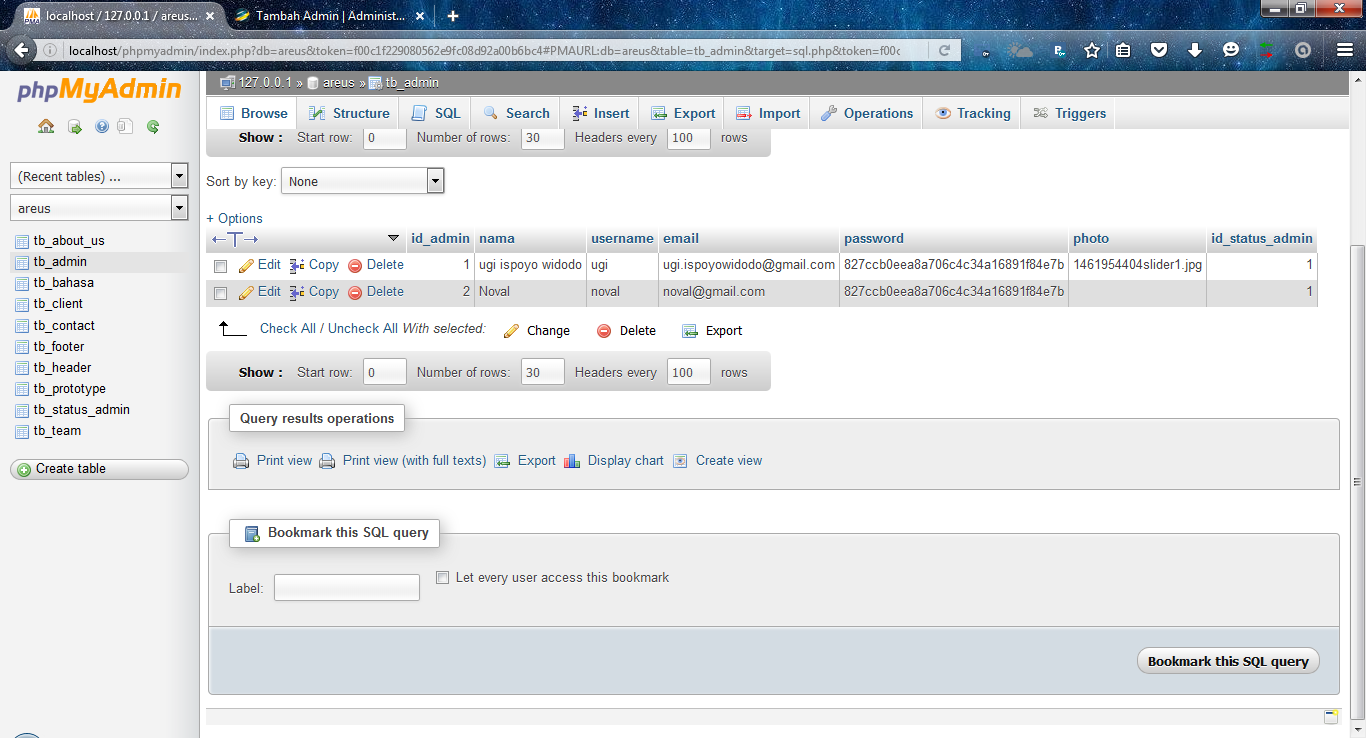 localhost / 127.0.0.1 / areus... × Tambah Admin | Administ... × +
localhost/phpmyadmin/index.php?db=areus&token=f00c1f229080562e9fc08d92a00b6bc4#PMAURL:db=areus&table=tb_admin&target=sql.php&token=f00c
phpMyAdmin
127.0.0.1 » areus » tb_admin
Browse Structure SQL Search Insert Export Import Operations Tracking Triggers
Show : Start row: 0 Number of rows: 30 Headers every 100 rows
(Recent tables) ...
Sort by key: None
areus
+ Options
tb_about_us
tb_admin
tb_bahasa
tb_client
tb_contact
tb_footer
tb_header
tb_prototype
tb_status_admin
tb_team
Create table
id_admin nama username email password photo id_status_admin
Edit Copy Delete 1 ugi ispoyo widodo ugi ugi.ispoyowidodo@gmail.com 827ccb0eea8a706c4c34a16891f84e7b 1461954404slider1.jpg 1
Edit Copy Delete 2 Noval noval noval@gmail.com 827ccb0eea8a706c4c34a16891f84e7b 1
Check All / Uncheck All With selected: Change Delete Export
Show : Start row: 0 Number of rows: 30 Headers every 100 rows
Query results operations
Print view Print view (with full texts) Export Display chart Create view
Bookmark this SQL query
Label: Let every user access this bookmark
Bookmark this SQL query